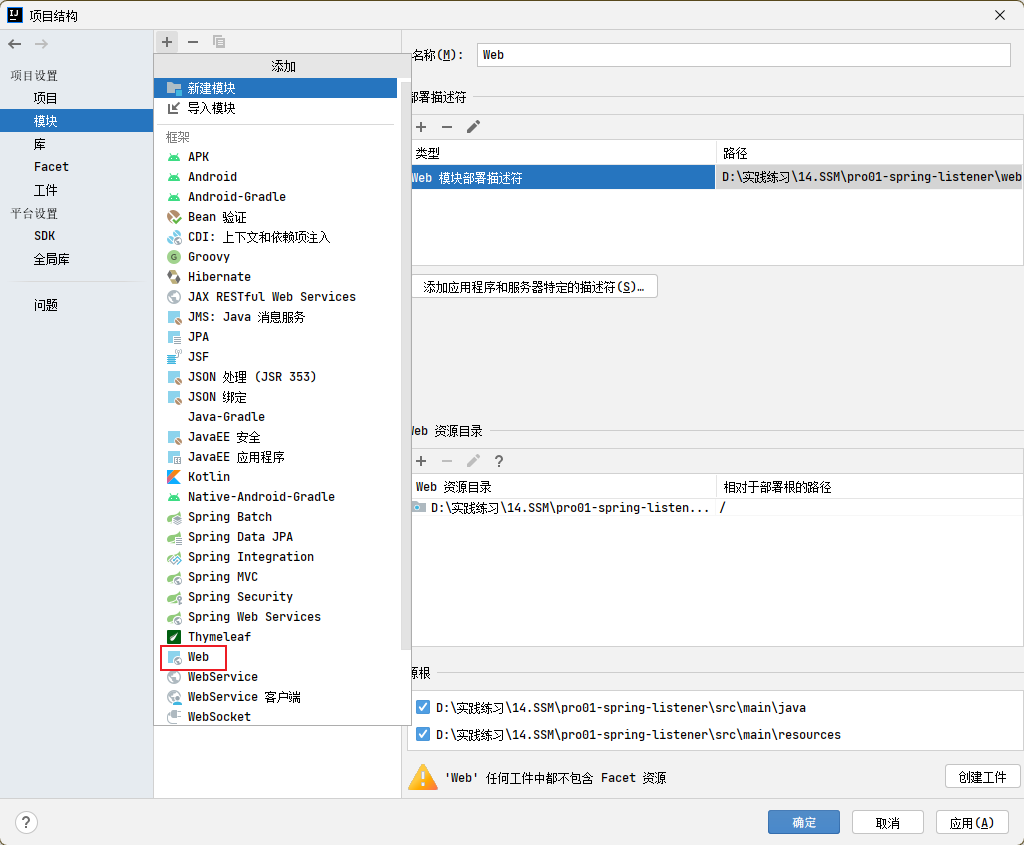 项目结构
项目设置
项目
模块
库
Facet
工件
平台设置
SDK
全局库
问题
添加
新建模块
导入模块
框架
APK
Android
Android-Gradle
Bean 验证
CDI: 上下文和依赖项注入
Groovy
Hibernate
JAX RESTful Web Services
JMS: Java 消息服务
JPA
JSF
JSON 处理 (JSR 353)
JSON 绑定
Java-Gradle
JavaEE 安全
JavaEE 应用程序
Kotlin
Native-Android-Gradle
Spring Batch
Spring Data JPA
Spring Integration
Spring MVC
Spring Security
Spring Web Services
Thymeleaf
Web
WebService
WebService 客户端
WebSocket
名称(M): Web
部署描述符
类型 路径
Web 模块部署描述符 D:\实践练习\14.SSM\pro01-spring-listener\web
添加应用程序和服务器特定的描述符(S)…
Web 资源目录
?
Web 资源目录 相对于部署根的路径
D:\实践练习\14.SSM\pro01-spring-listen... /
源根
D:\实践练习\14.SSM\pro01-spring-listener\src\main\java
D:\实践练习\14.SSM\pro01-spring-listener\src\main\resources
'Web' 任何工件中都不包含 Facet 资源 创建工件
? 确定 取消 应用(A)